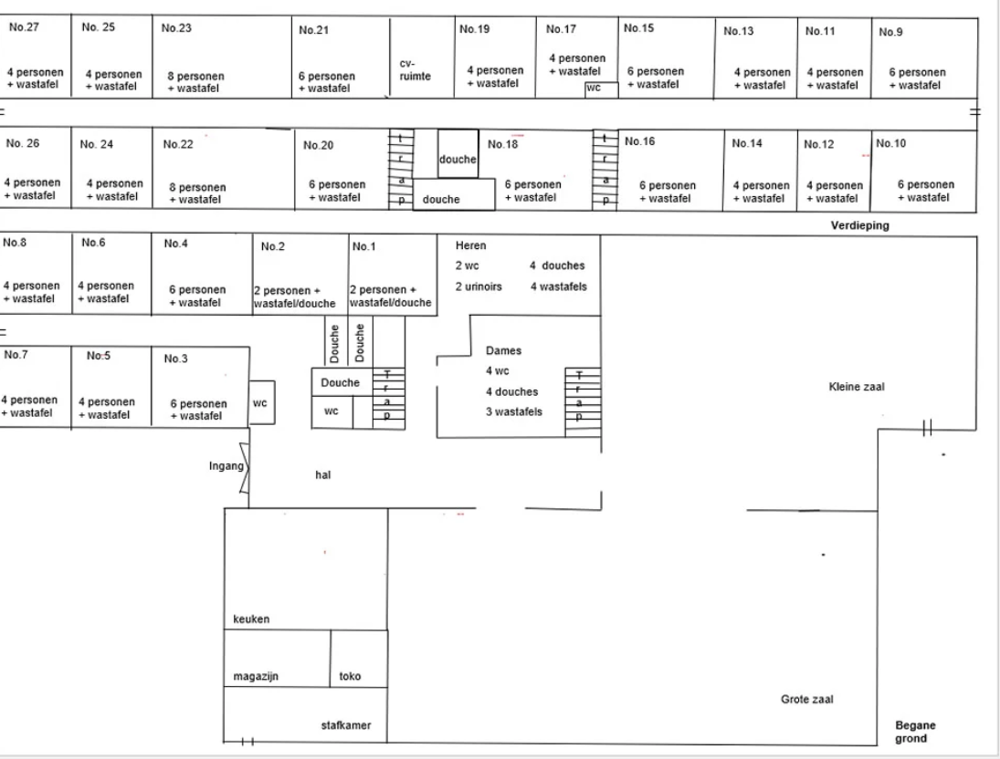 No.27
4 personen
+ wastafel
No. 25
4 personen
+ wastafel
No.23
8 personen
+ wastafel
No.21
6 personen
+ wastafel
cv-
ruimte
No.19
4 personen
+ wastafel
No.17
4 personen
+ wastafel
wc
No.15
6 personen
+ wastafel
No.13
4 personen
+ wastafel
No.11
4 personen
+ wastafel
No.9
6 personen
+ wastafel
No. 26
4 personen
+ wastafel
No. 24
4 personen
+ wastafel
No.22
8 personen
+ wastafel
No.20
6 personen
+ wastafel
t
r
a
p
douche
douche
No.18
6 personen
+ wastafel
t
r
a
p
No.16
6 personen
+ wastafel
No.14
4 personen
+ wastafel
No.12
4 personen
+ wastafel
No.10
6 personen
+ wastafel
Verdieping
No.8
4 personen
+ wastafel
No.6
4 personen
+ wastafel
No.4
6 personen
+ wastafel
No.2
2 personen +
wastafel/douche
No.1
2 personen +
wastafel/douche
Heren
2 wc 4 douches
2 urinoirs 4 wastafels
Douche
Douche
Douche
wc
T
r
a
p
Dames
4 wc
4 douches
3 wastafels
T
r
a
p
No.7
4 personen
+ wastafel
No:5
4 personen
+ wastafel
No.3
6 personen
+ wastafel
wc
Kleine zaal
Ingang
hal
keuken
magazijn
toko
stafkamer
Grote zaal
Begane
grond